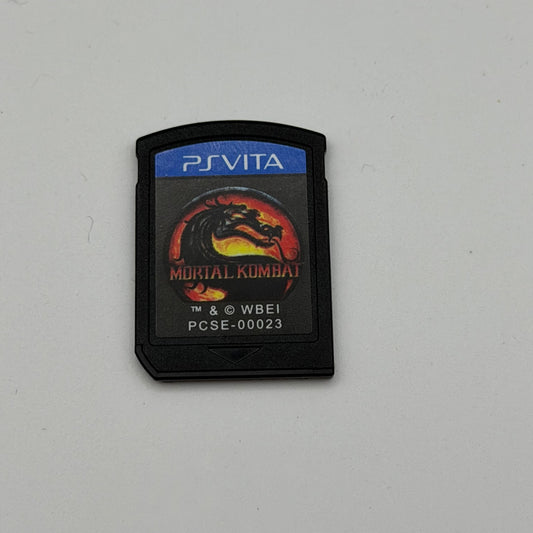 PSVITA
MORTAL KOMBAT
™ & © WBEI
PCSE-00023